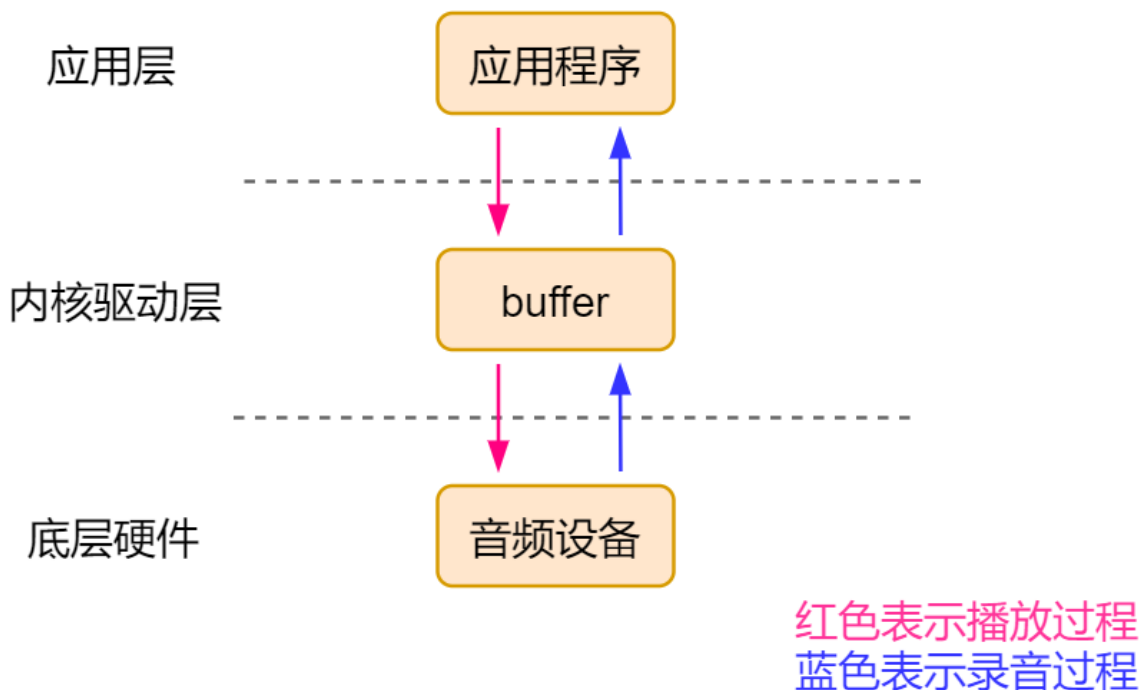 应用层
应用程序
内核驱动层
buffer
底层硬件
音频设备
红色表示播放过程
蓝色表示录音过程